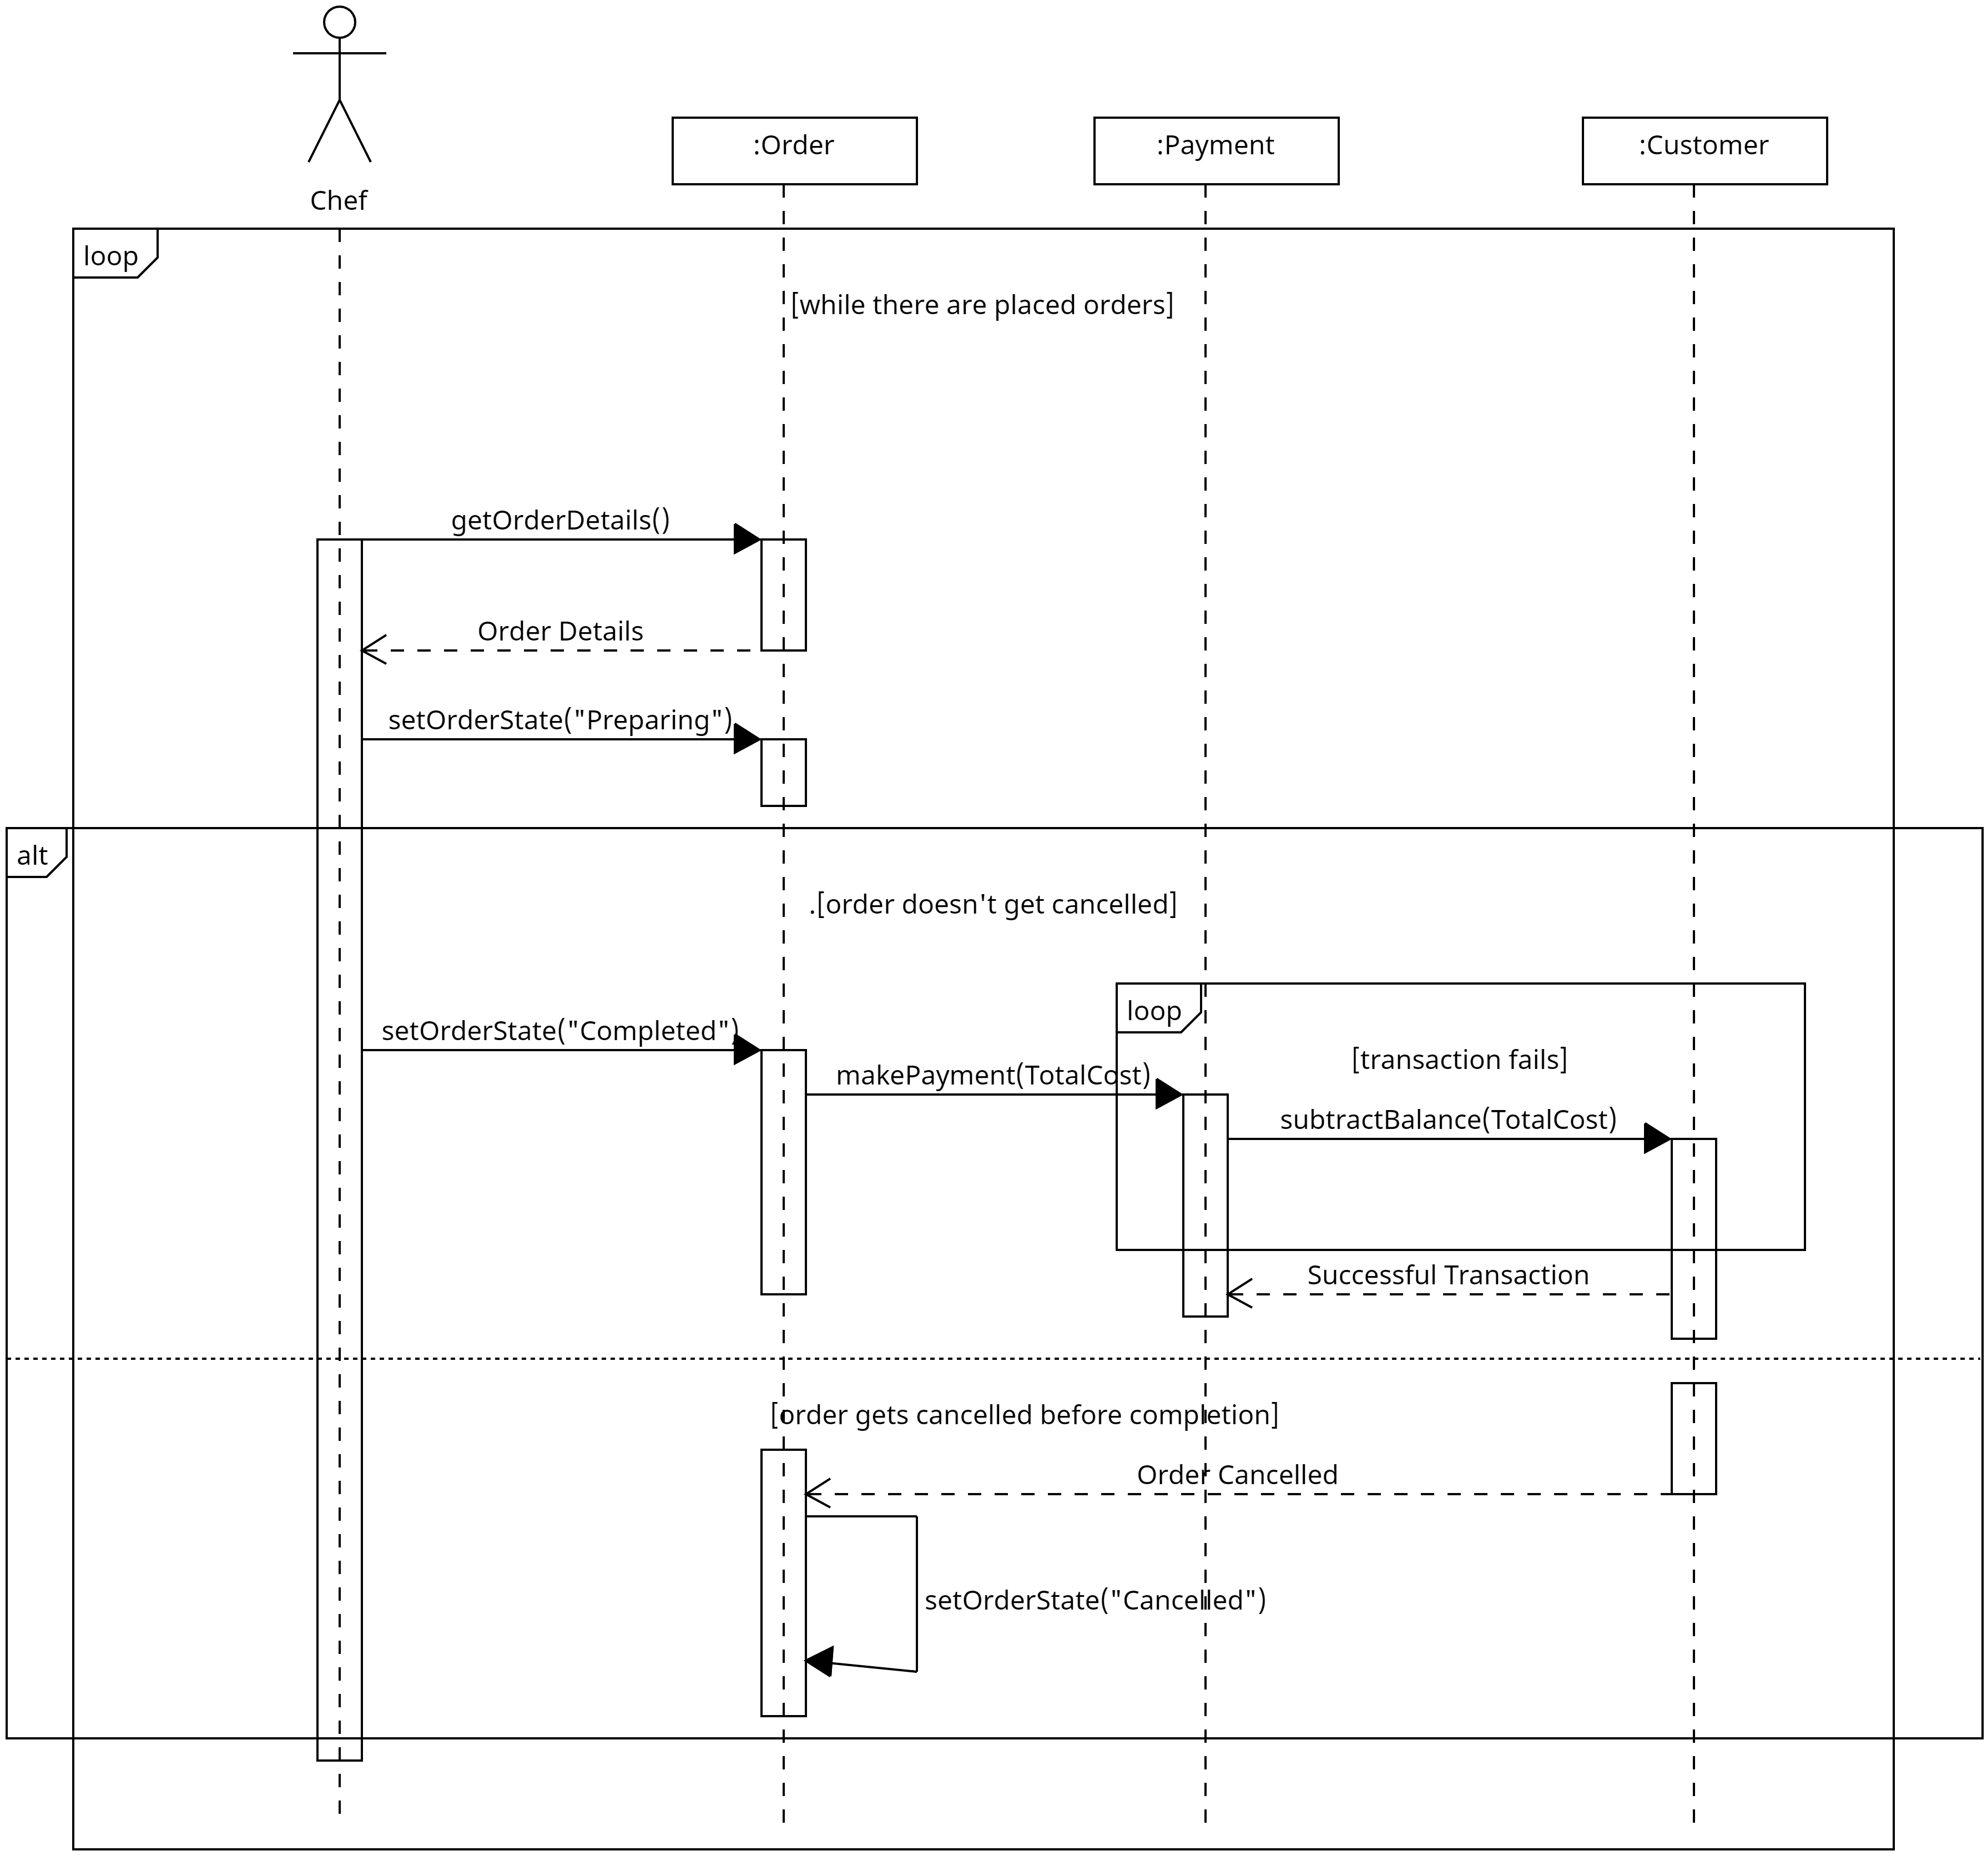 :Order
:Payment
:Customer
Chef
loop
[while there are placed orders]
getOrderDetails()
Order Details
setOrderState("Preparing")
alt
.[order doesn't get cancelled]
loop
setOrderState("Completed")
[transaction fails]
makePayment(TotalCost)
subtractBalance(TotalCost)
Successful Transaction
[order gets cancelled before completion]
Order Cancelled
setOrderState("Cancelled")